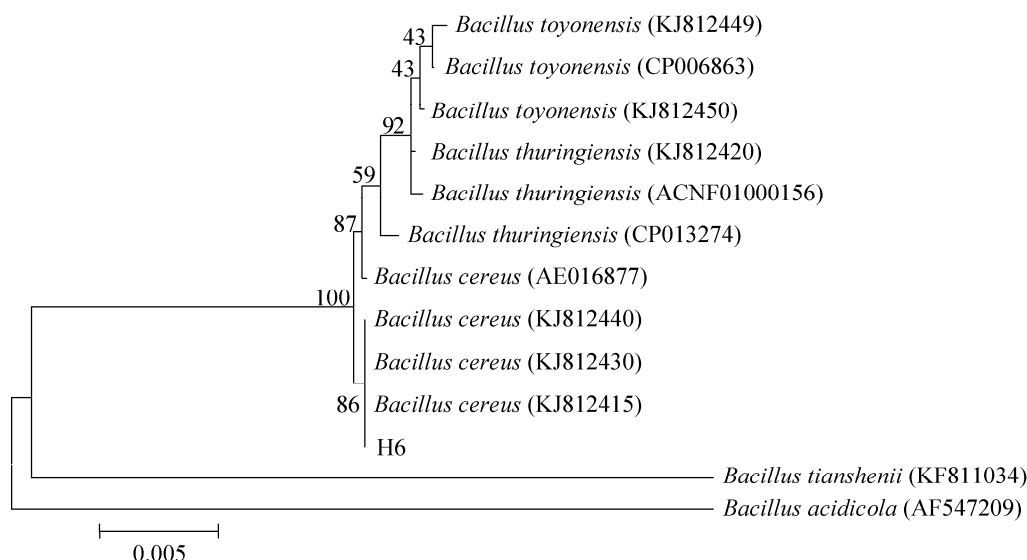 43
Bacillus toyonensis (KJ812449)
43
Bacillus toyonensis (CP006863)
Bacillus toyonensis (KJ812450)
92
Bacillus thuringiensis (KJ812420)
59
Bacillus thuringiensis (ACNF01000156)
87
Bacillus thuringiensis (CP013274)
Bacillus cereus (AE016877)
100
Bacillus cereus (KJ812440)
Bacillus cereus (KJ812430)
86
Bacillus cereus (KJ812415)
H6
Bacillus tianshenii (KF811034)
Bacillus acidicola (AF547209)
0.005